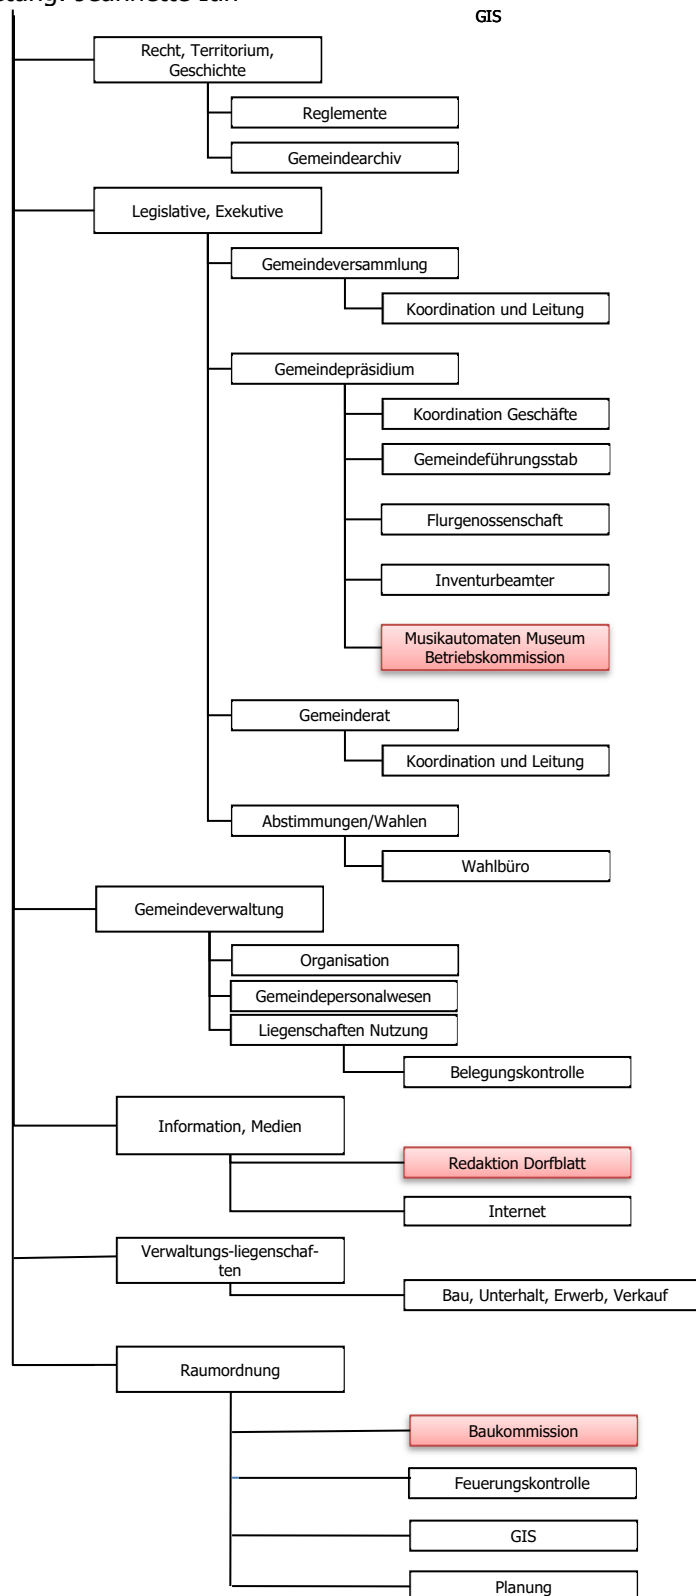 GIS
Recht, Territorium,
Geschichte
Reglemente
Gemeindearchiv
Legislative, Exekutive
Gemeindeversammlung
Koordination und Leitung
Gemeindepräsidium
Koordination Geschäfte
Gemeindeführungsstab
Flurgenossenschaft
Inventurbeamter
Musikautomaten Museum
Betriebskommission
Gemeinderat
Koordination und Leitung
Abstimmungen/Wahlen
Wahlbüro
Gemeindeverwaltung
Organisation
Gemeindepersonalwesen
Liegenschaften Nutzung
Belegungskontrolle
Information, Medien
Redaktion Dorfblatt
Internet
Verwaltungs-liegenschaf-
ten
Bau, Unterhalt, Erwerb, Verkauf
Raumordnung
Baukommission
Feuerungskontrolle
GIS
Planung